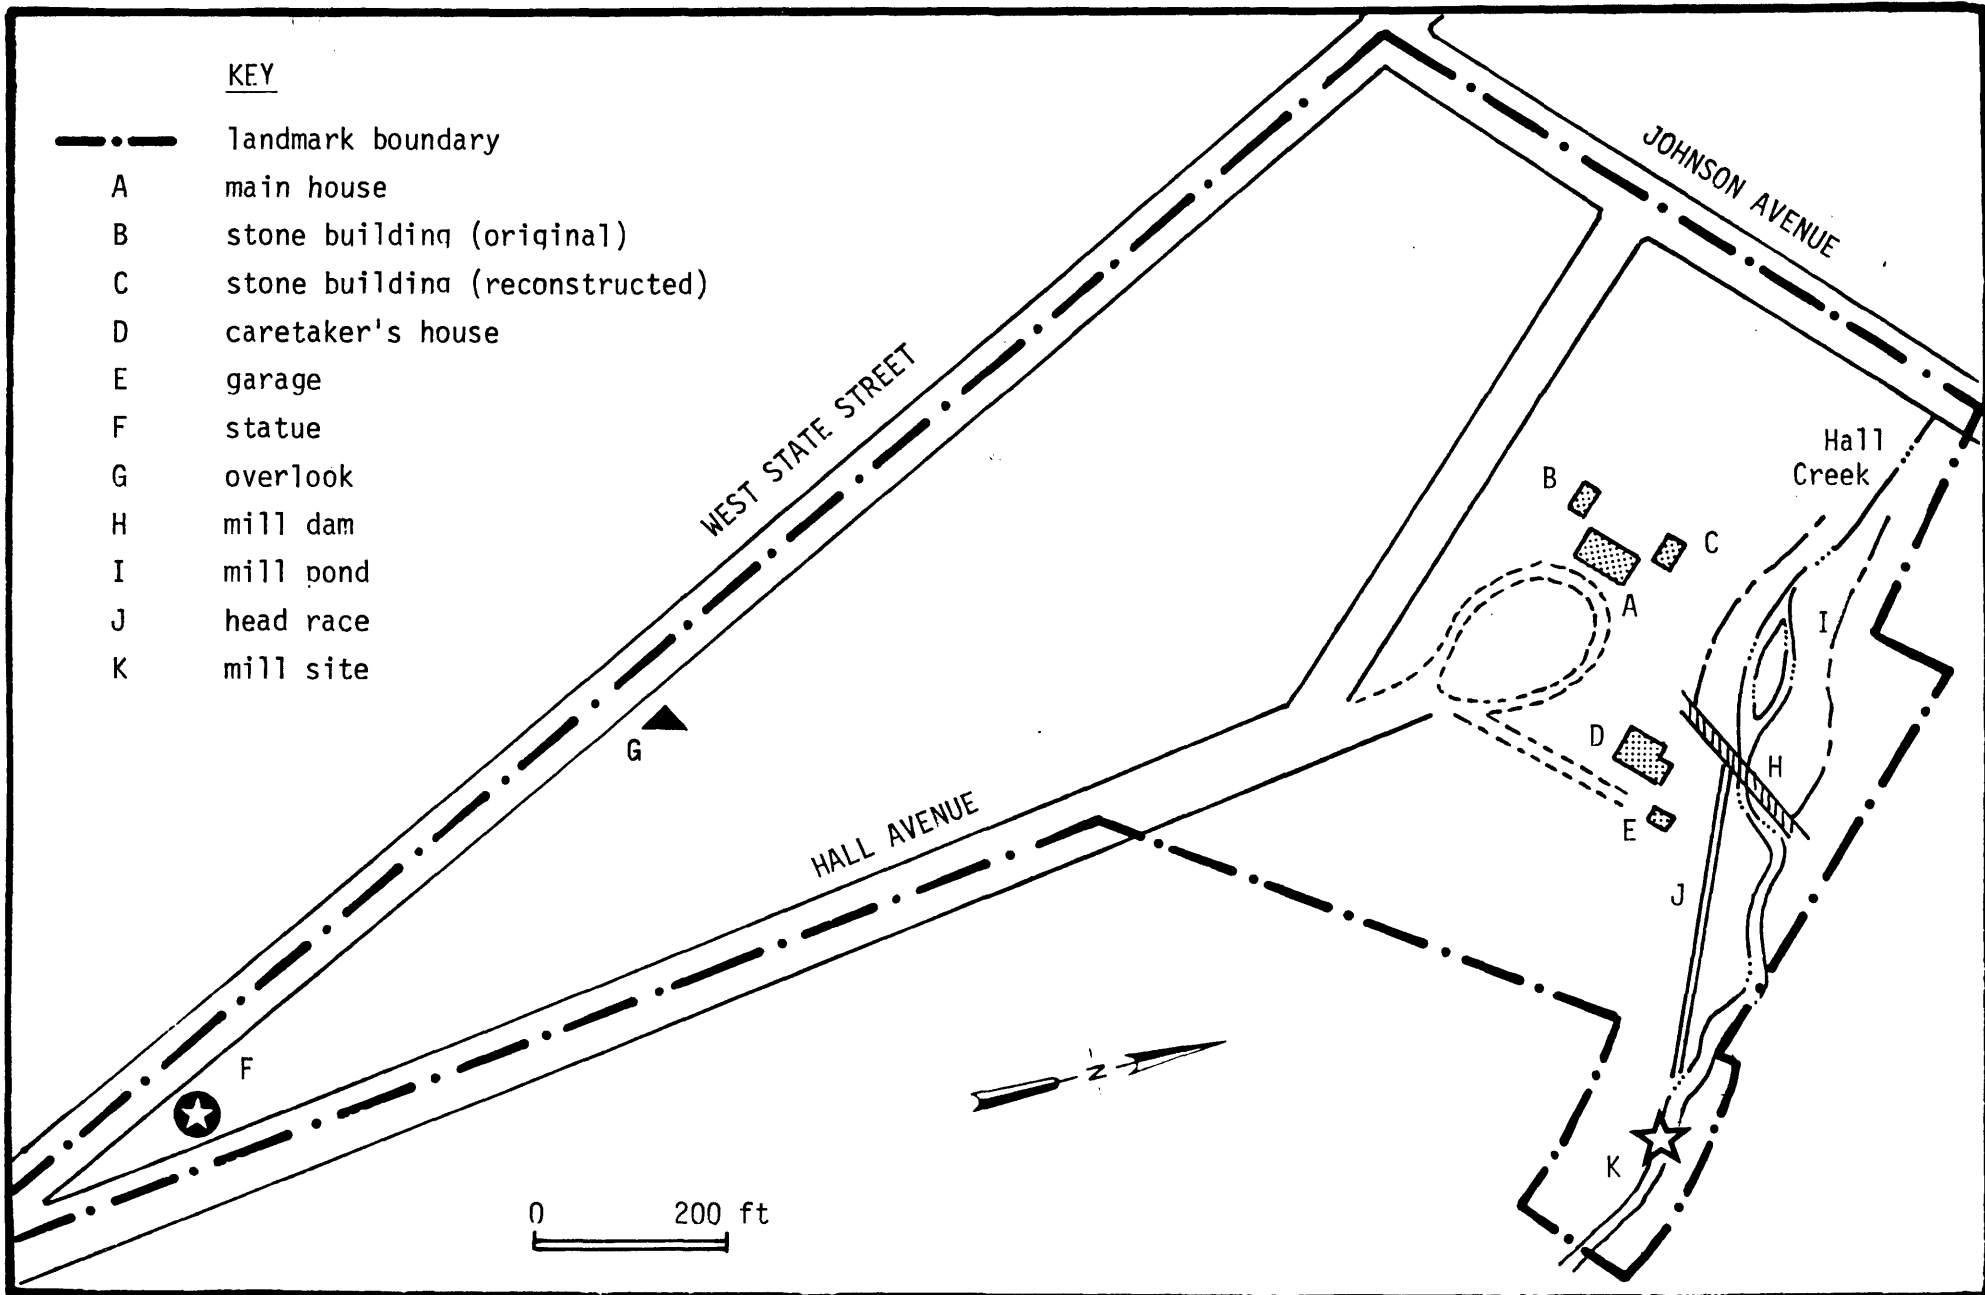 KEY
landmark boundary
A main house
B stone building (original)
C stone building (reconstructed)
D caretaker's house
E garage
F statue
G overlook
H mill dam
I mill pond
J head race
K mill site
JOHNSON AVENUE
WEST STATE STREET
Hall
Creek
B
C
A
I
G
D
H
E
HALL AVENUE
J
F
N
K
0 200 ft